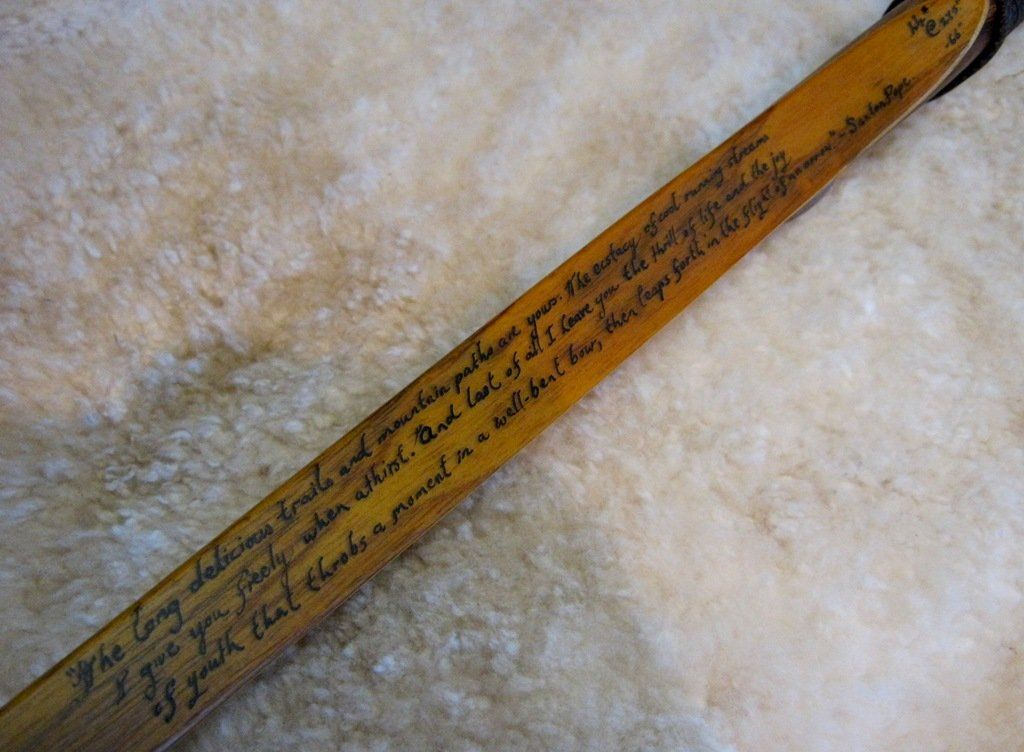 "The long delicious trails and mountain paths are yours. The ecstacy of cool running streams
I give you freely when athirst. "And last of all I leave you the thrill of life and the joy
of youth that throbs a moment in a well-bent bow, then leaps forth in the flight of an arrow." - Saxton Pope
@